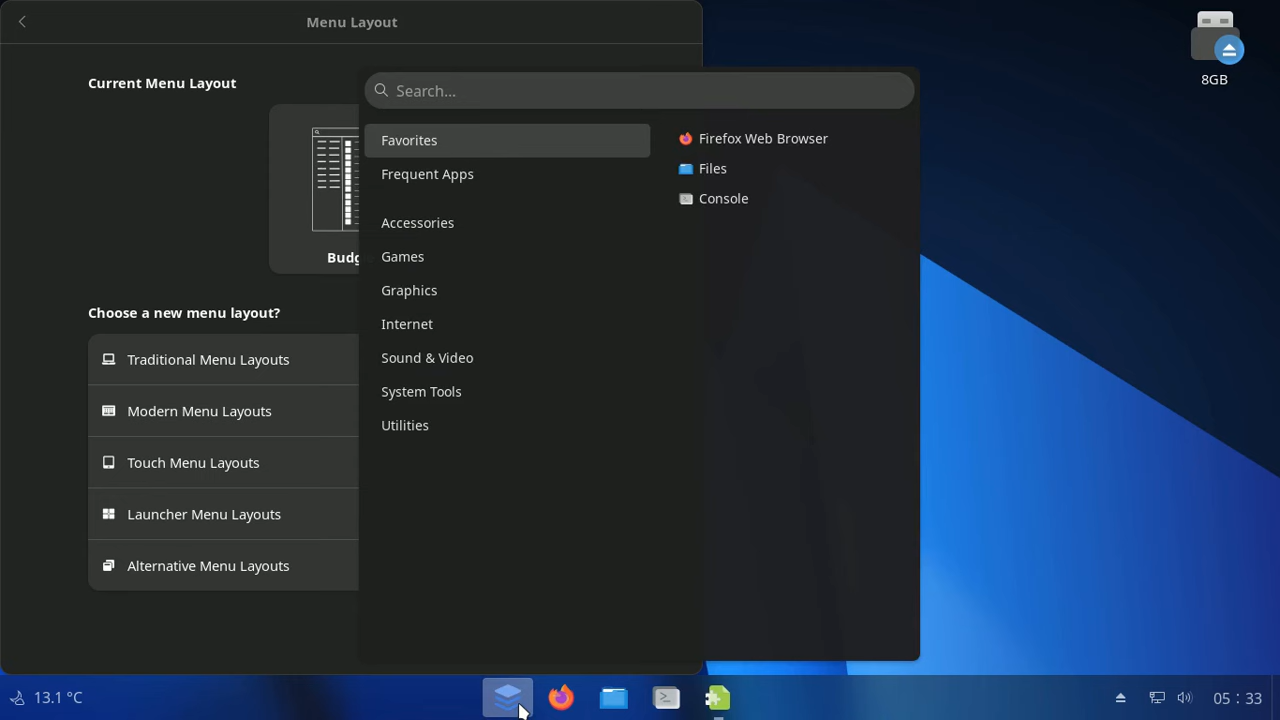 Menu Layout
8GB
Current Menu Layout
Search...
Favorites
Frequent Apps
Accessories
Games
Graphics
Internet
Sound & Video
System Tools
Utilities
Firefox Web Browser
Files
Console
Choose a new menu layout?
Traditional Menu Layouts
Modern Menu Layouts
Touch Menu Layouts
Launcher Menu Layouts
Alternative Menu Layouts
13.1 °C
05 : 33